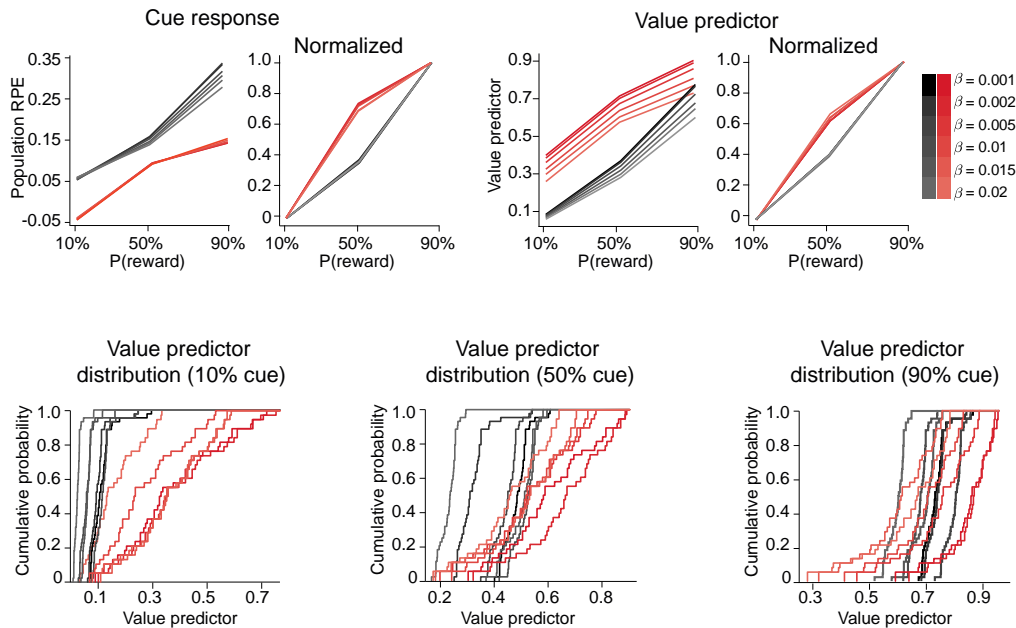 Cue response
Value predictor
Normalized
Normalized
Population RPE
0.35
0.25
0.15
0.05
-0.05
10%
50%
90%
P(reward)
1.0
0.8
0.6
0.4
0.2
0
10%
50%
90%
P(reward)
Value predictor
0.9
0.7
0.5
0.3
0.1
10%
50%
90%
P(reward)
1.0
0.8
0.6
0.4
0.2
0
10%
50%
90%
P(reward)
β = 0.001
β = 0.002
β = 0.005
β = 0.01
β = 0.015
β = 0.02
Value predictor
distribution (10% cue)
Cumulative probability
1.0
0.8
0.6
0.4
0.2
0
0.1
0.3
0.5
0.7
Value predictor
Value predictor
distribution (50% cue)
Cumulative probability
1.0
0.8
0.6
0.4
0.2
0
0.2
0.4
0.6
0.8
Value predictor
Value predictor
distribution (90% cue)
Cumulative probability
1.0
0.8
0.6
0.4
0.2
0
0.3
0.5
0.7
0.9
Value predictor